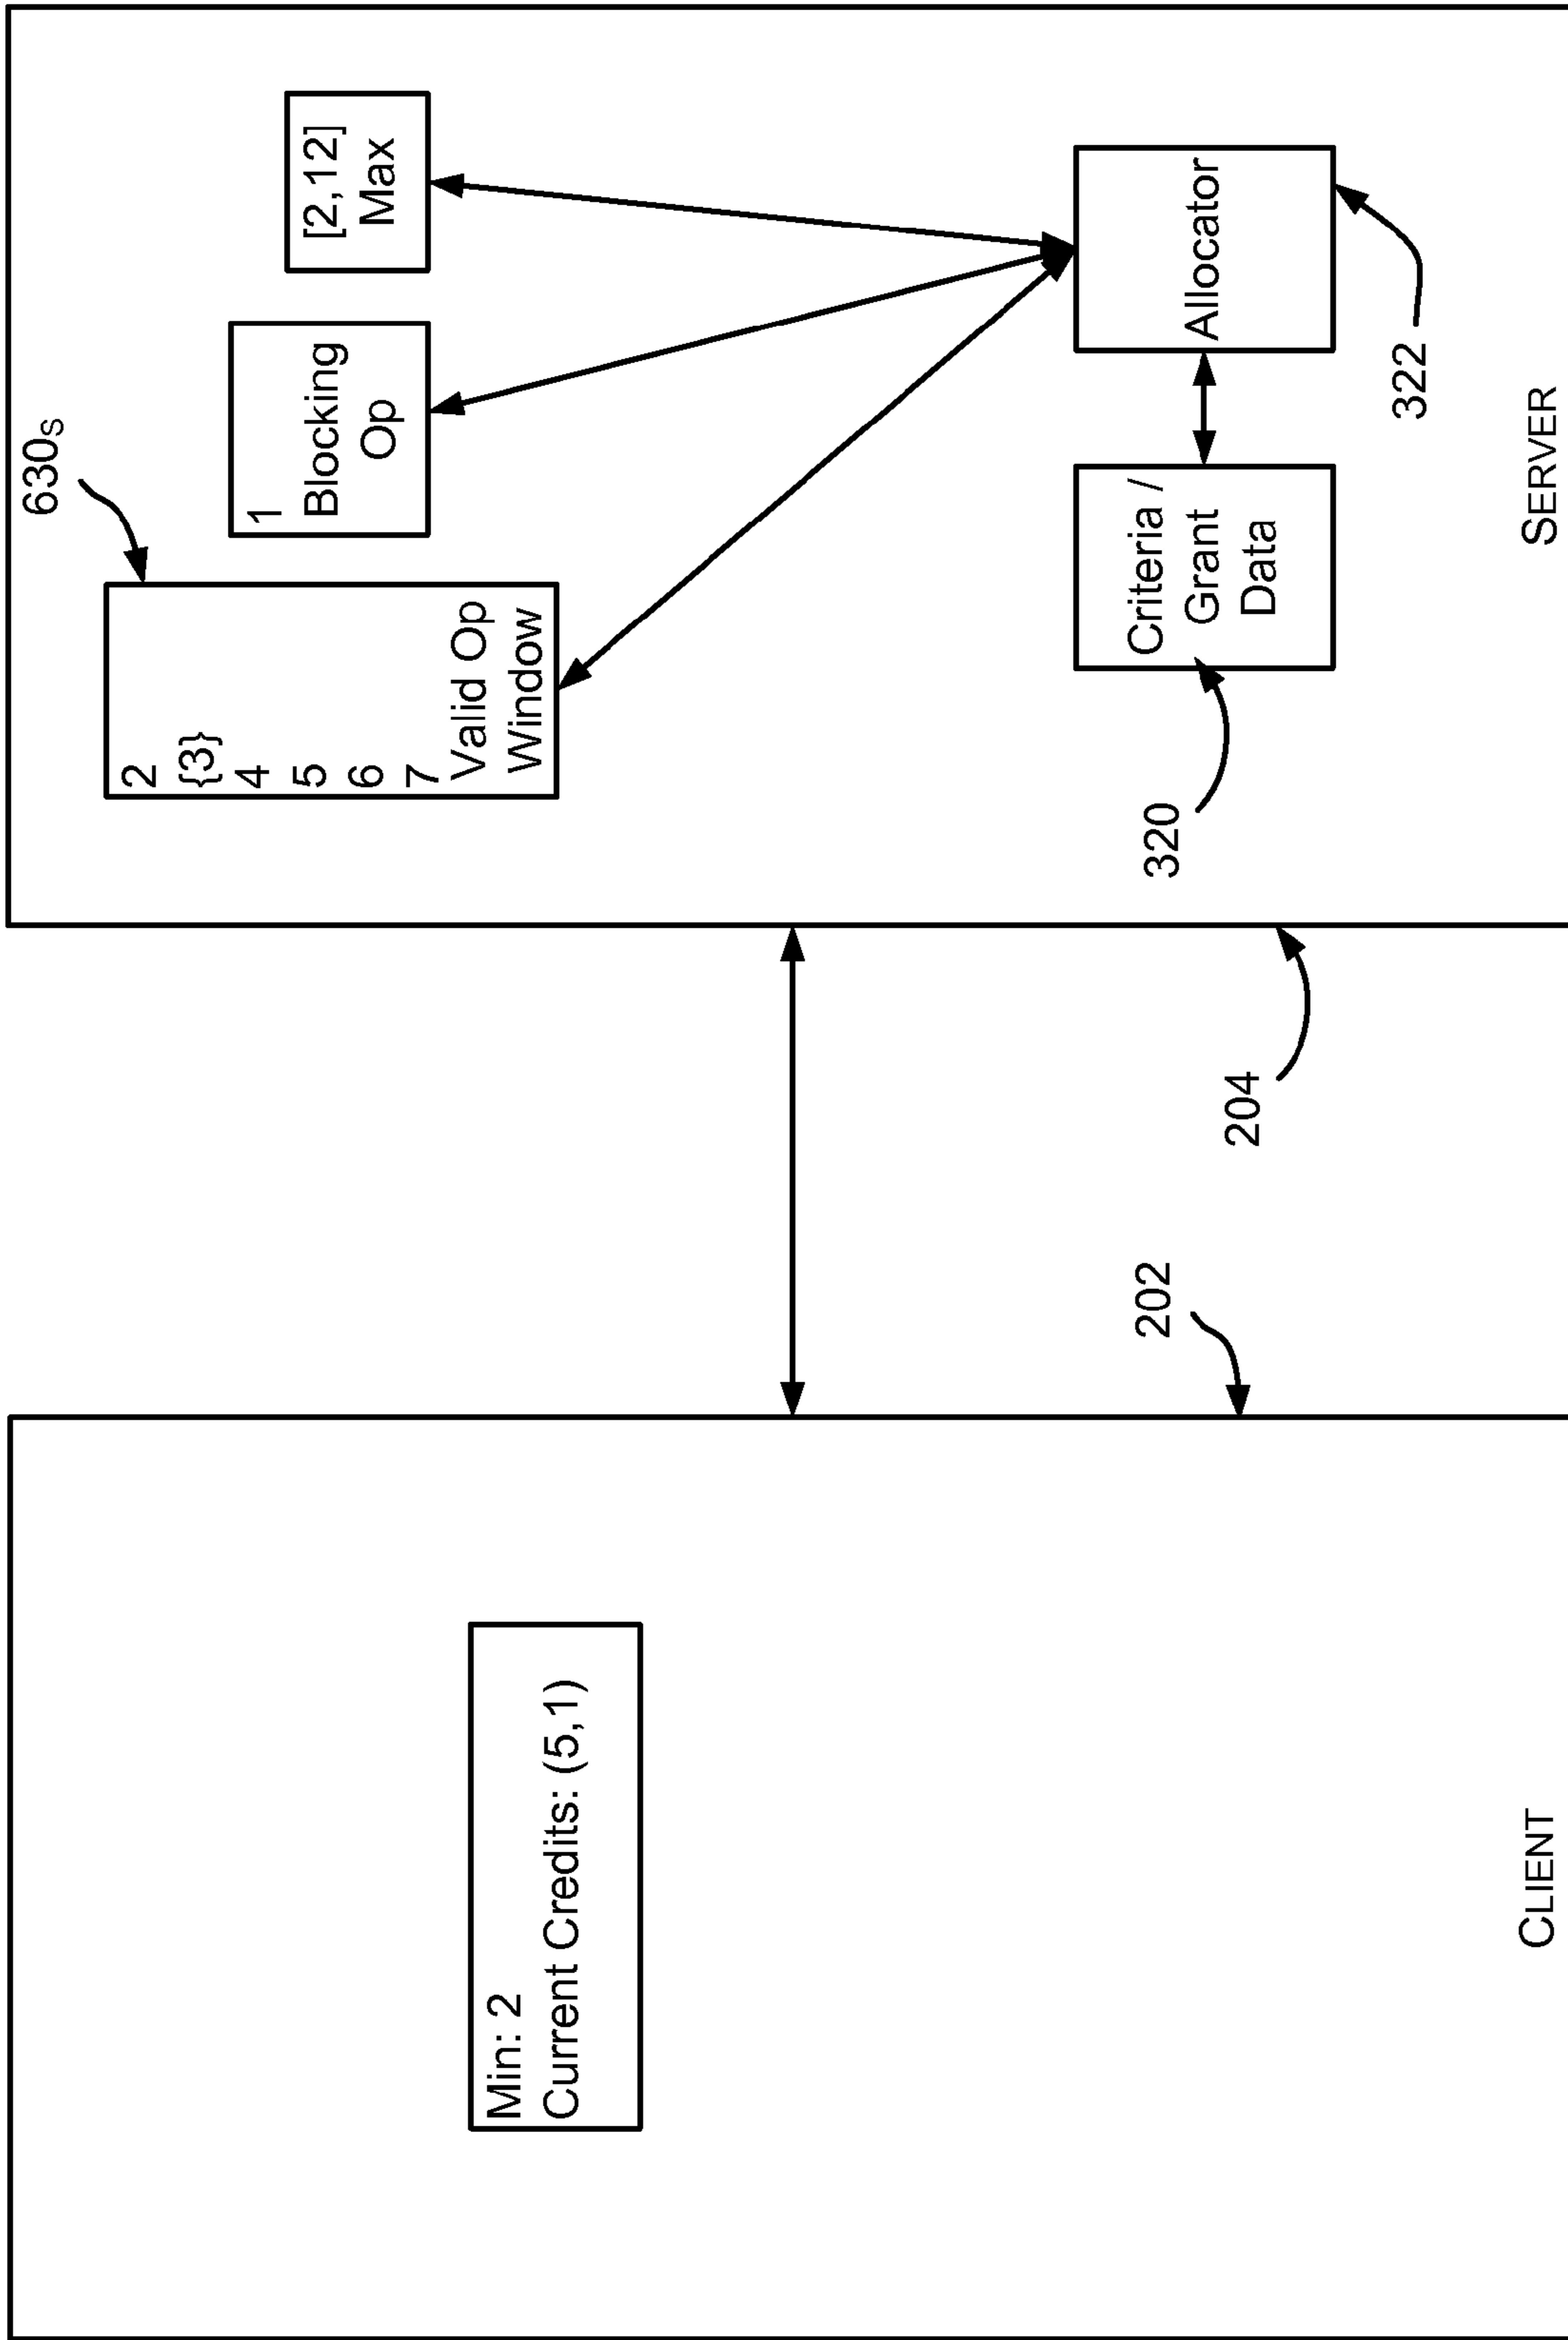 630S
2
{3}
4
5
6
7
Valid Op
Window
1
Blocking
Op
[2,12]
Max
Min: 2
Current Credits: (5,1)
202
204
320
Criteria /
Grant
Data
Allocator
322
CLIENT
SERVER